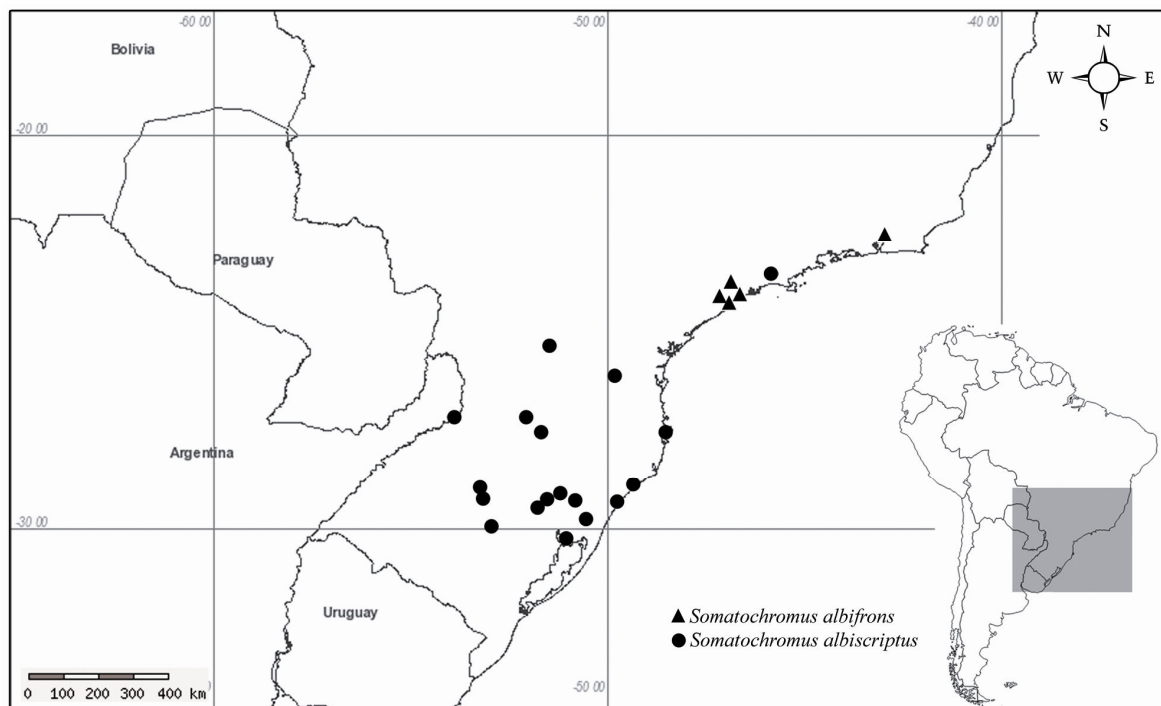 -60 00
-50 00
-40 00
Bolivia
N
W E
S
-20 00
Paraguay
Argentina
-30 00
Uruguay
Somatochromus albifrons
Somatochromus albiscriptus
-50 00
0 100 200 300 400 km